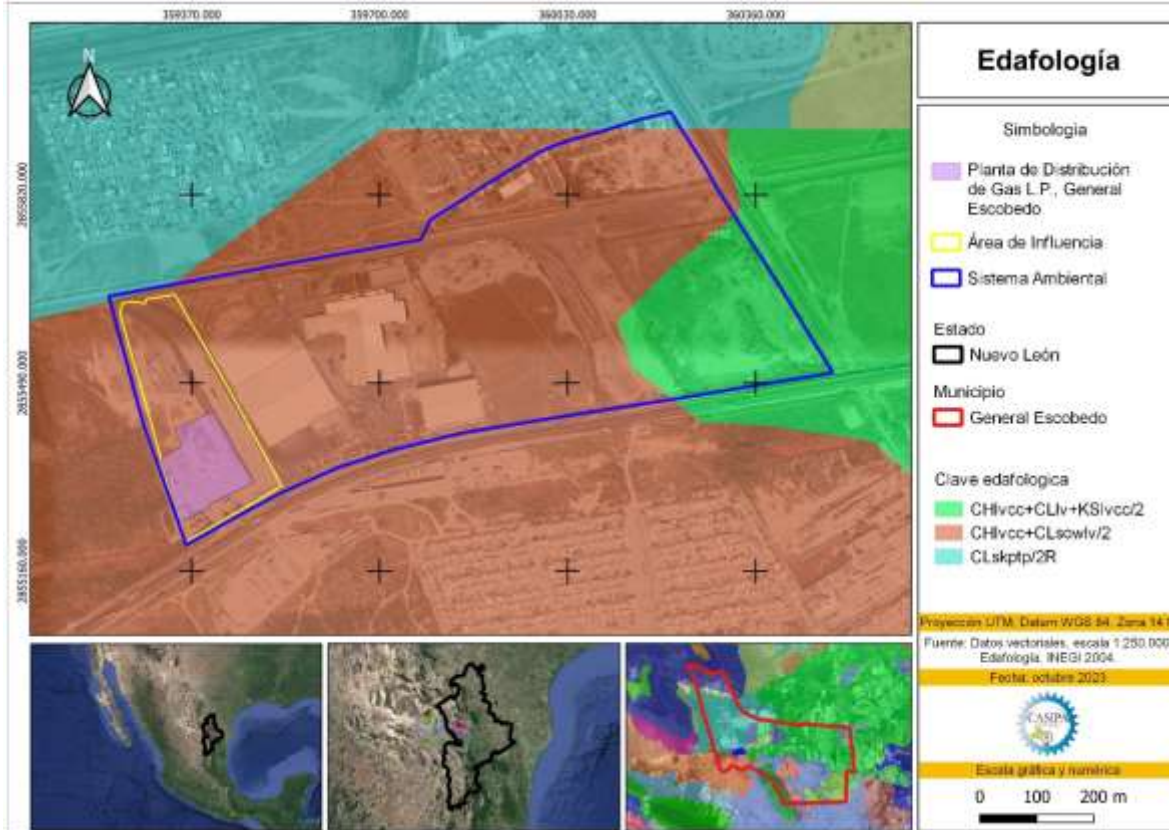 359370.000
359700.000
360030.000
360360.000
2855820.000
2855490.000
2855160.000
N
Edafología
Simbologia
Planta de Distribución
de Gas L.P., General
Escobedo
Área de Influencia
Sistema Ambiental
Estado
Nuevo León
Municipio
General Escobedo
Clave edafologica
CHlvcc+CLlv+KSlvcc/2
CHlvcc+CLsowlv/2
CLskptp/2R
Proyección UTM. Datum WGS 84. Zona 14
Fuente: Datos vectoriales, escala 1:250,000
Edafología. INEGI 2004.
Fecha: octubre 2023
CASIPA
Escala gráfica y numérica
0 100 200 m